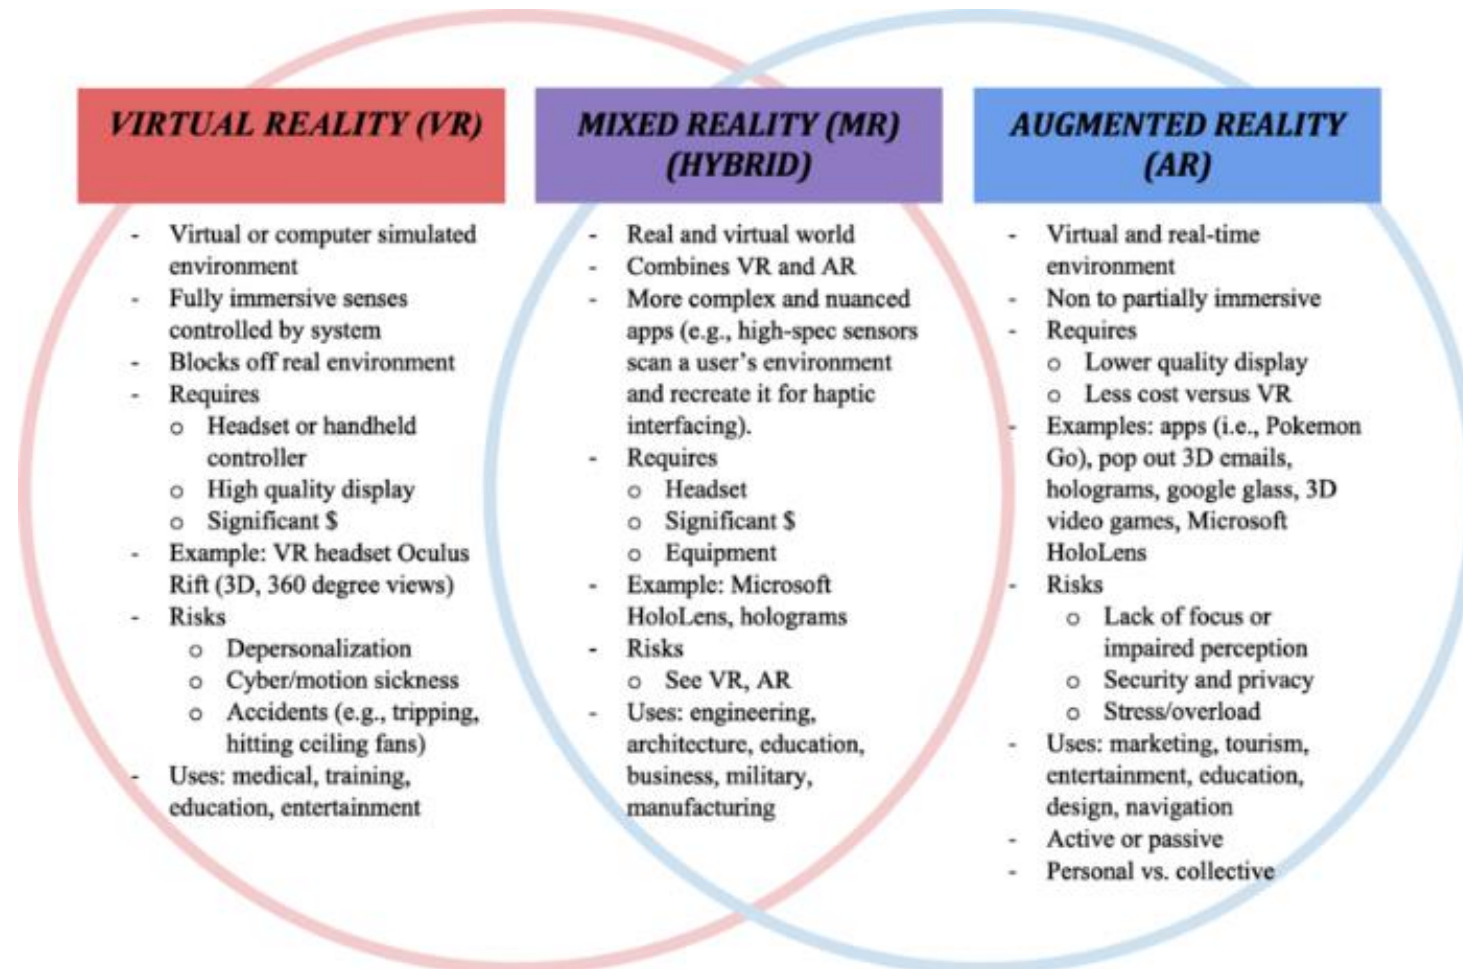 VIRTUAL REALITY (VR)
- Virtual or computer simulated
environment
- Fully immersive senses
controlled by system
- Blocks off real environment
- Requires
o Headset or handheld
controller
o High quality display
o Significant $
- Example: VR headset Oculus
Rift (3D, 360 degree views)
- Risks
o Depersonalization
o Cyber/motion sickness
o Accidents (e.g., tripping,
hitting ceiling fans)
- Uses: medical, training,
education, entertainment
MIXED REALITY (MR)
(HYBRID)
- Real and virtual world
- Combines VR and AR
- More complex and nuanced
apps (e.g., high-spec sensors
scan a user’s environment
and recreate it for haptic
interfacing).
- Requires
o Headset
o Significant $
o Equipment
- Example: Microsoft
HoloLens, holograms
- Risks
o See VR, AR
- Uses: engineering,
architecture, education,
business, military,
manufacturing
AUGMENTED REALITY
(AR)
- Virtual and real-time
environment
- Non to partially immersive
- Requires
o Lower quality display
o Less cost versus VR
- Examples: apps (i.e., Pokemon
Go), pop out 3D emails,
holograms, google glass, 3D
video games, Microsoft
HoloLens
- Risks
o Lack of focus or
impaired perception
o Security and privacy
o Stress/overload
- Uses: marketing, tourism,
entertainment, education,
design, navigation
- Active or passive
- Personal vs. collective